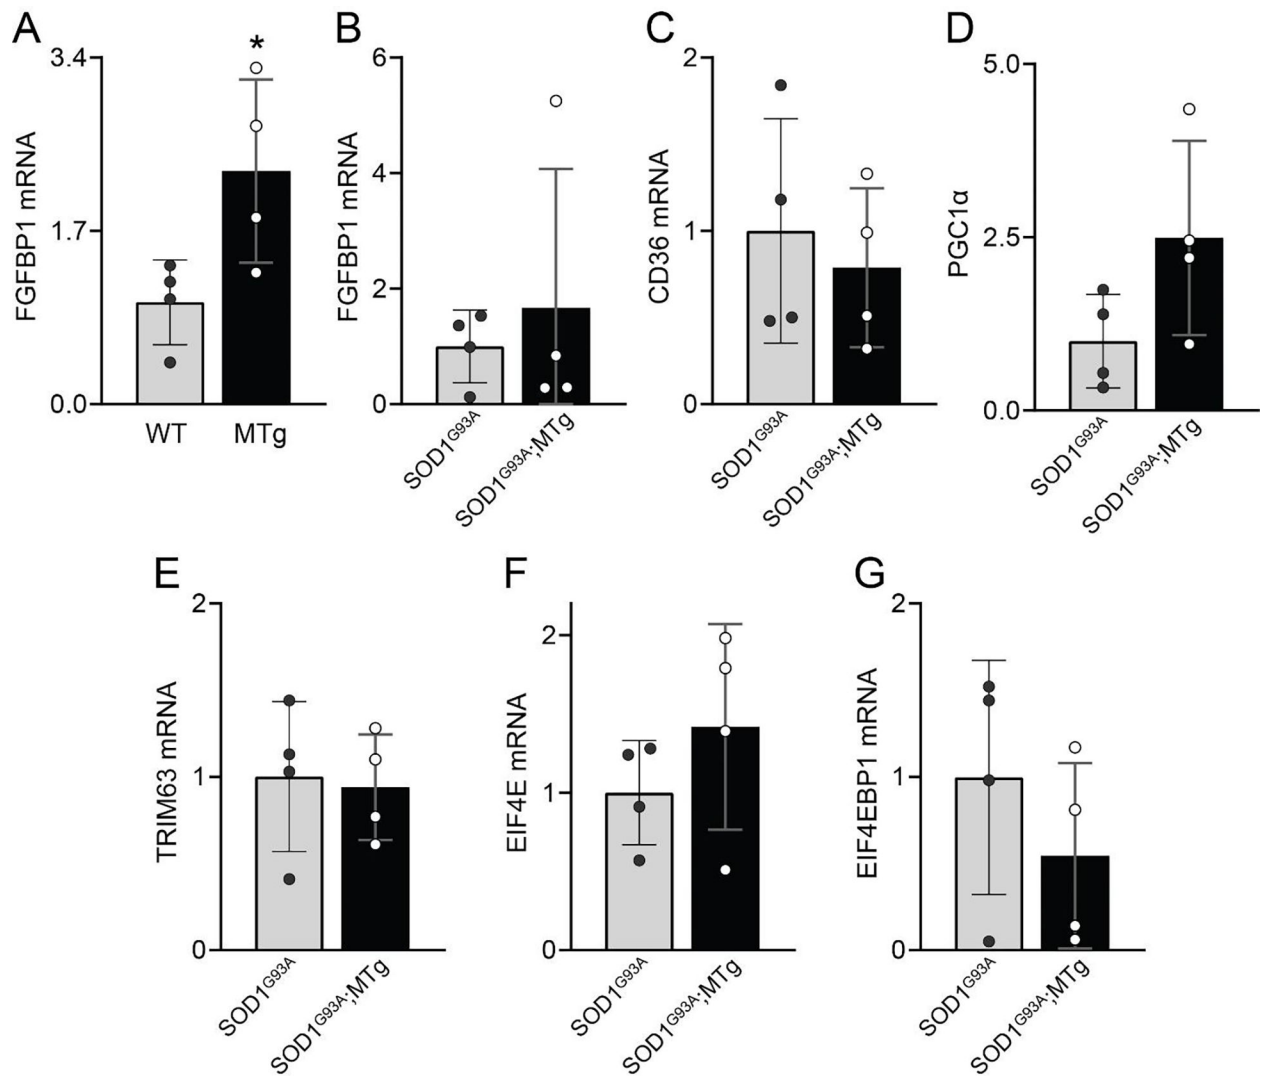 A
B
C
D
*
3.4
1.7
0.0
FGFBP1 mRNA
WT
MTg
6
4
2
0
FGFBP1 mRNA
SOD1G93A
SOD1G93A;MTg
2
1
0
CD36 mRNA
SOD1G93A
SOD1G93A;MTg
5.0
2.5
0.0
PGC1α
SOD1G93A
SOD1G93A;MTg
E
F
G
2
1
0
TRIM63 mRNA
SOD1G93A
SOD1G93A;MTg
2
1
0
EIF4E mRNA
SOD1G93A
SOD1G93A;MTg
2
1
0
EIF4EBP1 mRNA
SOD1G93A
SOD1G93A;MTg